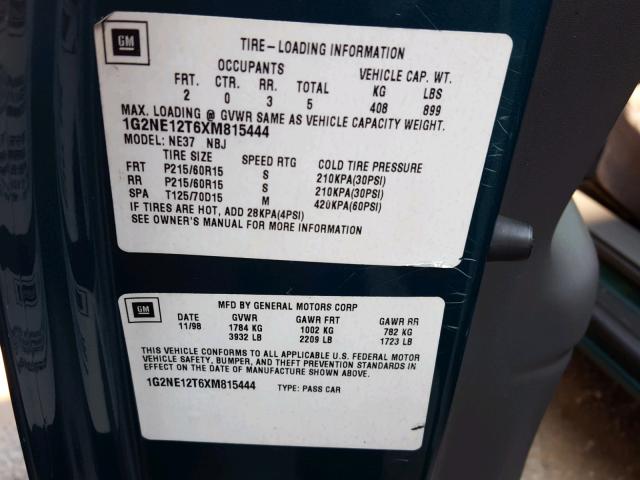 GM
TIRE-LOADING INFORMATION
OCCUPANTS VEHICLE CAP. WT.
FRT. CTR. RR. TOTAL KG LBS
2 0 3 5 408 899
MAX. LOADING @ GVWR SAME AS VEHICLE CAPACITY WEIGHT.
1G2NE12T6XM815444
MODEL: NE37 NBJ
TIRE SIZE SPEED RTG COLD TIRE PRESSURE
FRT P215/60R15 S 210KPA(30PSI)
RR P215/60R15 S 210KPA(30PSI)
SPA T125/70D15 M 420KPA(60PSI)
IF TIRES ARE HOT, ADD 28KPA(4PSI)
SEE OWNER'S MANUAL FOR MORE INFORMATION
GM
MFD BY GENERAL MOTORS CORP
DATE GVWR GAWR FRT GAWR RR
11/98 1784 KG 1002 KG 782 KG
3932 LB 2209 LB 1723 LB
THIS VEHICLE CONFORMS TO ALL APPLICABLE U.S. FEDERAL MOTOR
VEHICLE SAFETY, BUMPER, AND THEFT PREVENTION STANDARDS IN
EFFECT ON THE DATE OF MANUFACTURE SHOWN ABOVE.
1G2NE12T6XM815444 TYPE: PASS CAR